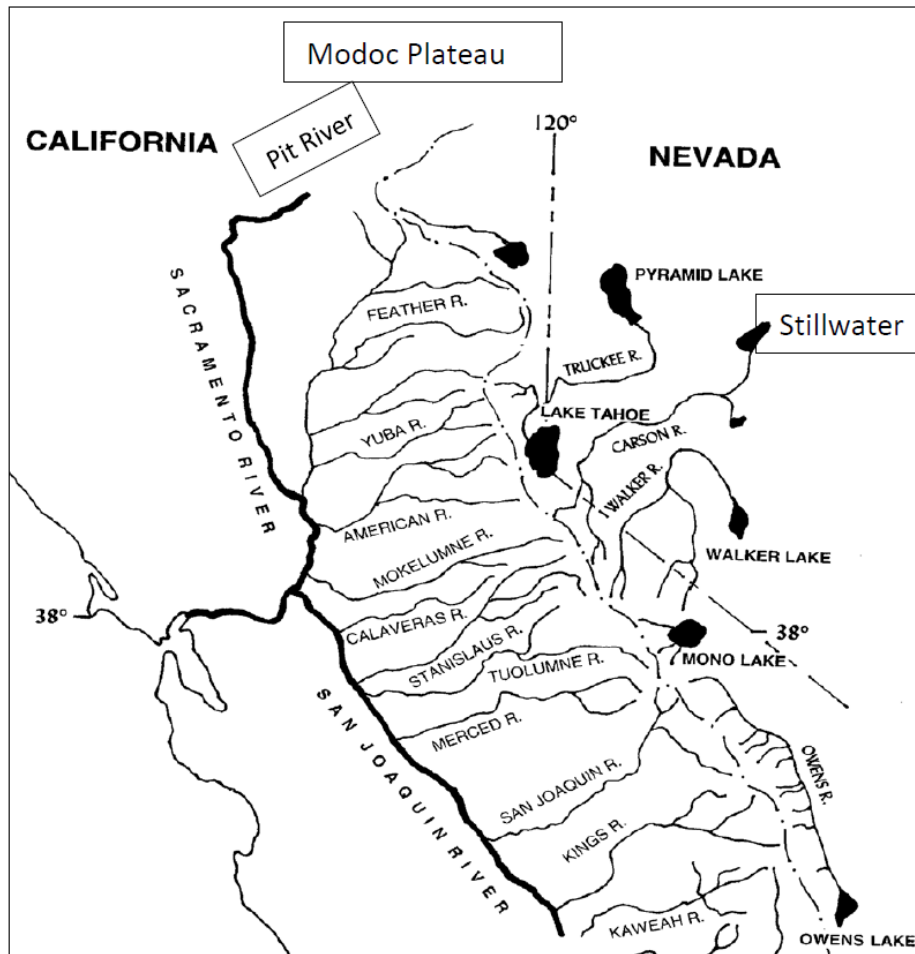 Modoc Plateau
CALIFORNIA
Pit River
120°
NEVADA
SACRAMENTO RIVER
FEATHER R.
PYRAMID LAKE
Stillwater
TRUCKEE R.
LAKE TAHOE
YUBA R.
CARSON R.
WALKER R.
AMERICAN R.
MOKELUMNE R.
WALKER LAKE
38°
CALAVERAS R.
STANISLAUS R.
38°
TUOLUMNE R.
MONO LAKE
MERCED R.
SAN JOAQUIN RIVER
SAN JOAQUIN R.
OWENS R.
KINGS R.
KAWEAH R.
OWENS LAKE